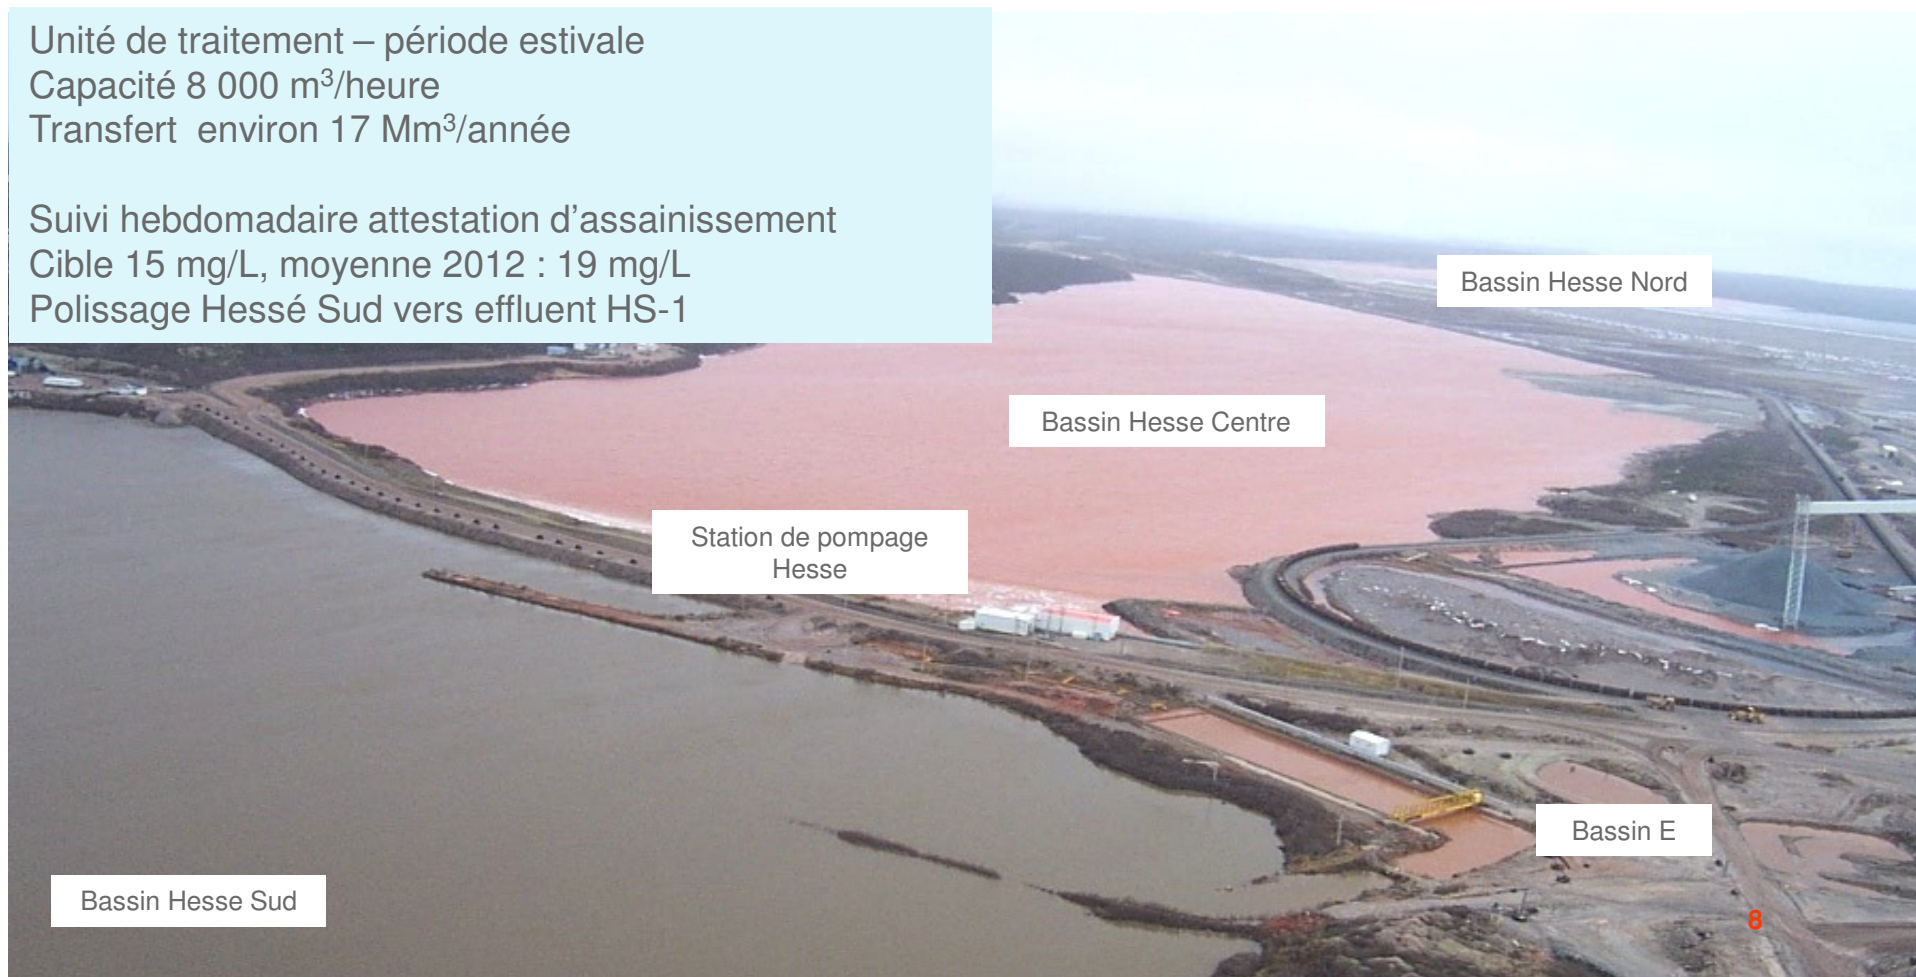 Unité de traitement – période estivale
Capacité 8 000 m³/heure
Transfert environ 17 Mm³/année
Suivi hebdomadaire attestation d’assainissement
Cible 15 mg/L, moyenne 2012 : 19 mg/L
Polissage Hessé Sud vers effluent HS-1
Bassin Hesse Nord
Bassin Hesse Centre
Station de pompage
Hesse
Bassin E
Bassin Hesse Sud
8